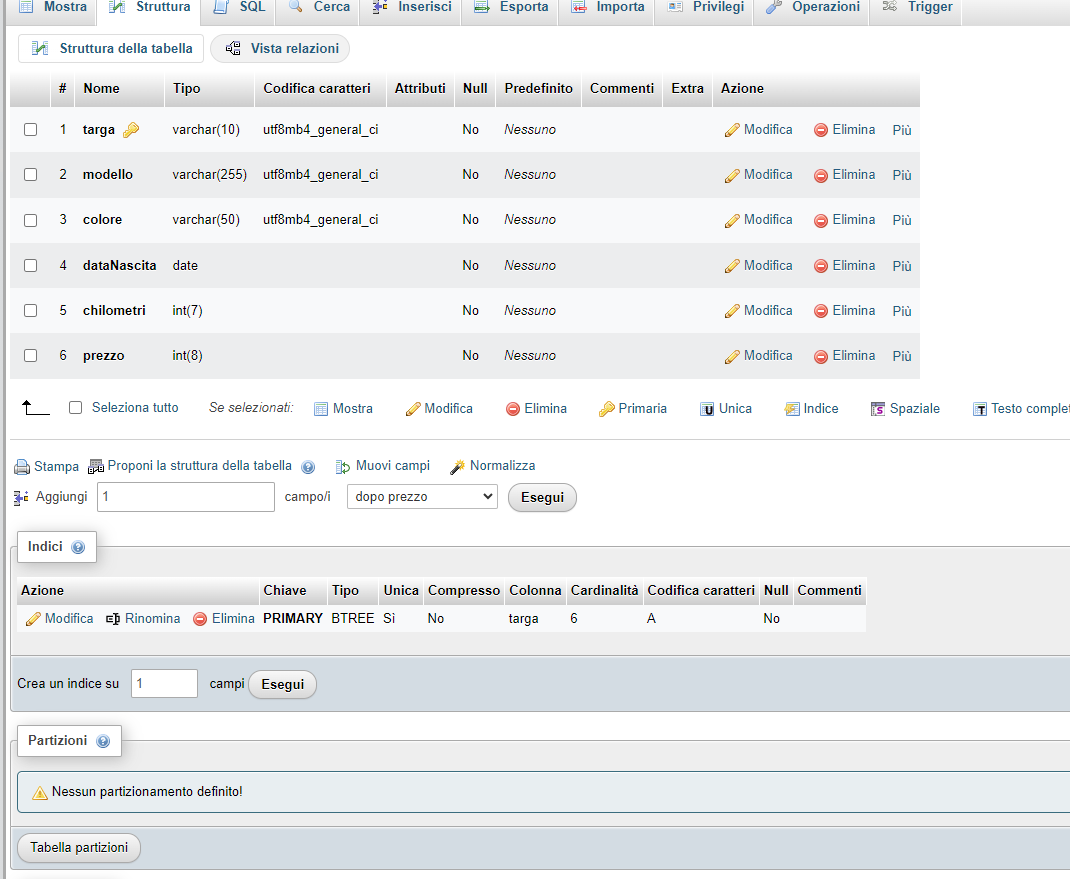 Mostra Struttura SQL Cerca Inserisci Esporta Importa Privilegi Operazioni Trigger
Struttura della tabella Vista relazioni
# Nome Tipo Codifica caratteri Attributi Null Predefinito Commenti Extra Azione
1 targa varchar(10) utf8mb4_general_ci No Nessuno Modifica Elimina Più
2 modello varchar(255) utf8mb4_general_ci No Nessuno Modifica Elimina Più
3 colore varchar(50) utf8mb4_general_ci No Nessuno Modifica Elimina Più
4 dataNascita date No Nessuno Modifica Elimina Più
5 chilometri int(7) No Nessuno Modifica Elimina Più
6 prezzo int(8) No Nessuno Modifica Elimina Più
Seleziona tutto Se selezionati: Mostra Modifica Elimina Primaria Unica Indice Spaziale Testo complet
Stampa Proponi la struttura della tabella Muovi campi Normalizza
Aggiungi 1 campo/i dopo prezzo Esegui
Indici
Azione Chiave Tipo Unica Compresso Colonna Cardinalità Codifica caratteri Null Commenti
Modifica Rinomina Elimina PRIMARY BTREE Sì No targa 6 A No
Crea un indice su 1 campi Esegui
Partizioni
Nessun partizionamento definito!
Tabella partizioni